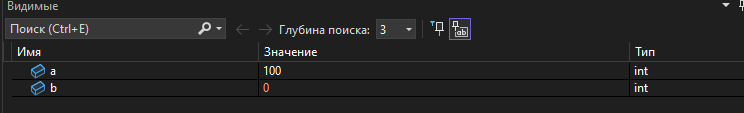 Видимые
Поиск (Ctrl+E) Глубина поиска: 3
Имя Значение Тип
a 100 int
b 0 int